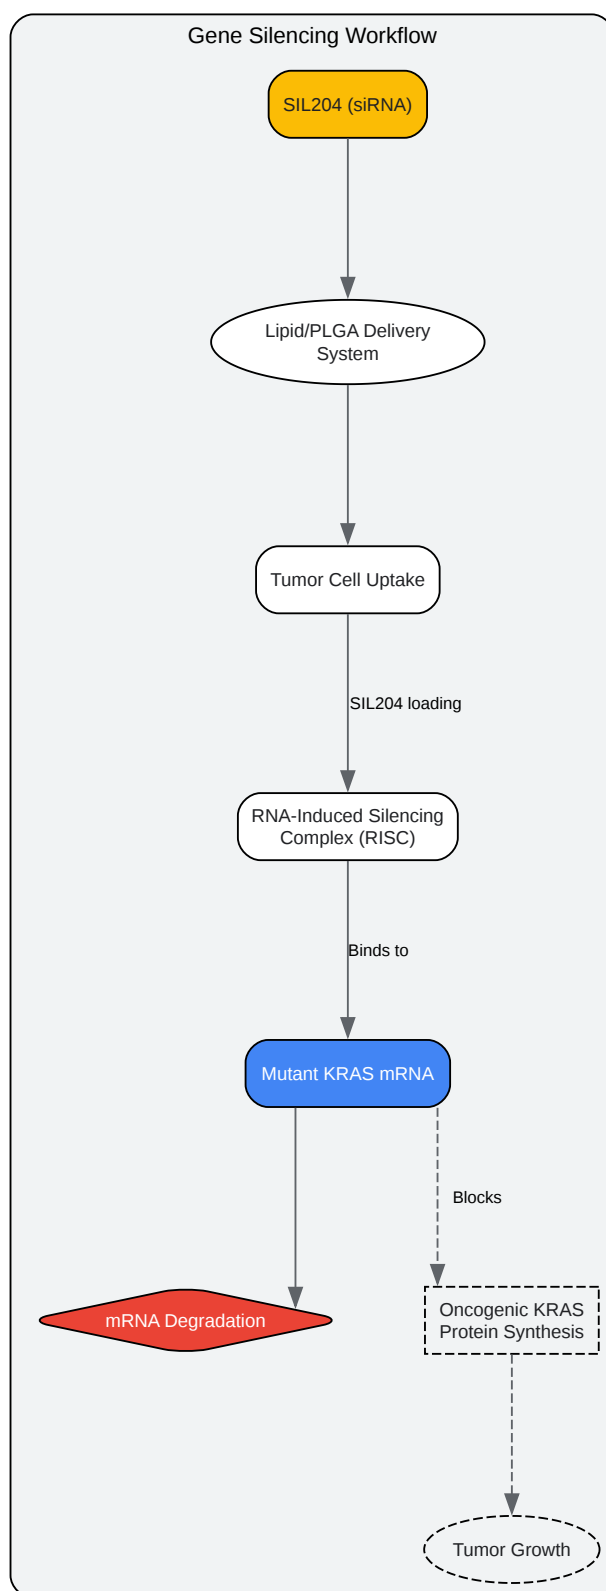 Gene Silencing Workflow
SIL204 (siRNA)
Lipid/PLGA Delivery
System
Tumor Cell Uptake
SIL204 loading
RNA-Induced Silencing
Complex (RISC)
Binds to
Mutant KRAS mRNA
Blocks
mRNA Degradation
Oncogenic KRAS
Protein Synthesis
Tumor Growth